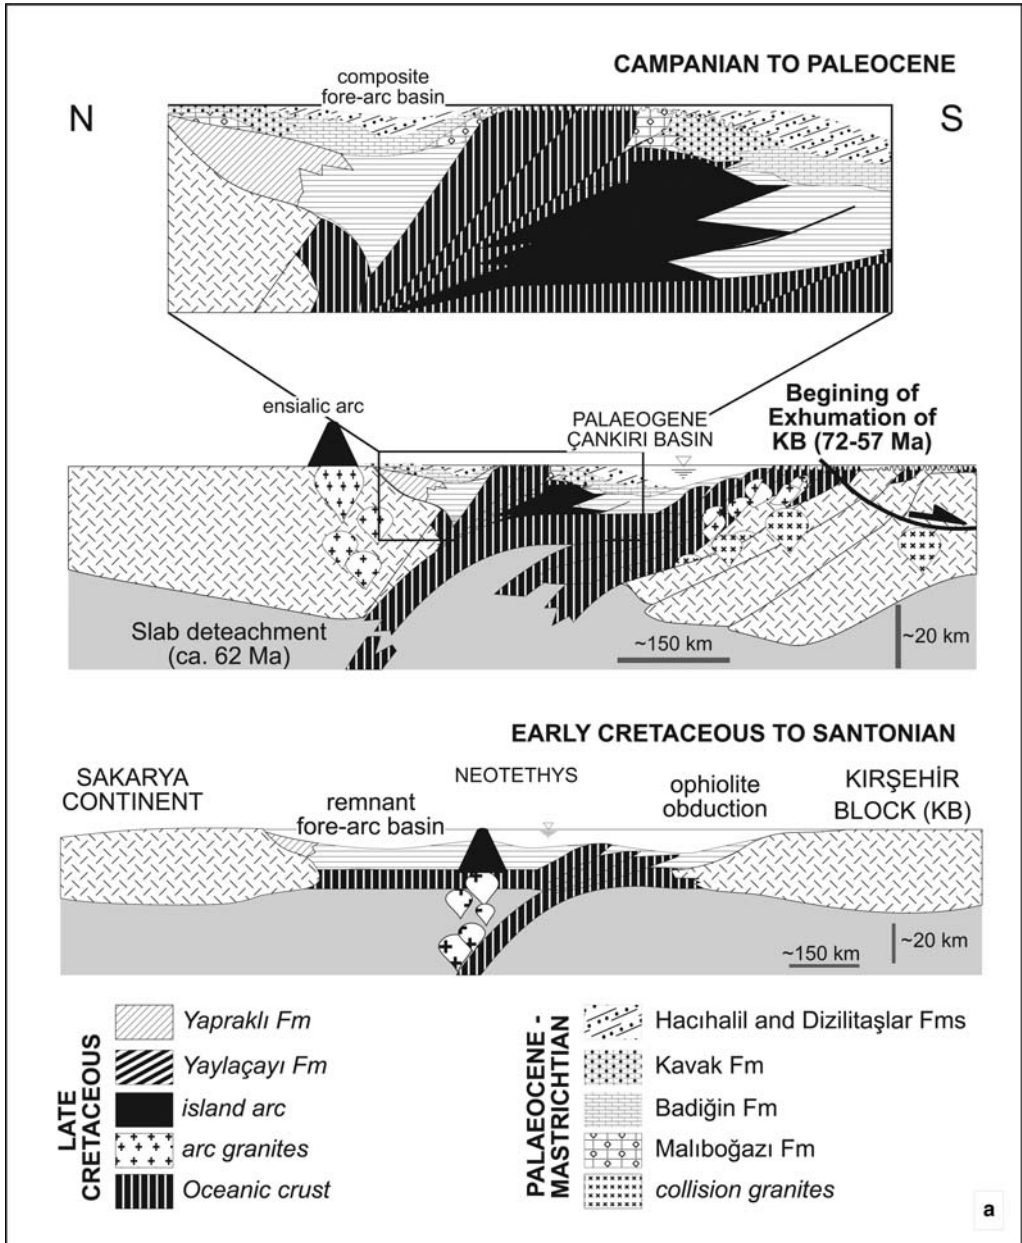 CAMPANIAN TO PALEOCENE
composite
fore-arc basin
N
S
ensialic arc
PALAEOGENE
ÇANKIRI BASIN
Begining of
Exhumation of
KB (72-57 Ma)
Slab deteachment
(ca. 62 Ma)
~150 km
~20 km
EARLY CRETACEOUS TO SANTONIAN
SAKARYA
CONTINENT
remnant
fore-arc basin
NEOTETHYS
ophiolite
obduction
KIRŞEHİR
BLOCK (KB)
~150 km
~20 km
LATE
CRETACEOUS
Yapraklı Fm
Yaylaçayı Fm
island arc
arc granites
Oceanic crust
PALAEOCENE -
MASTRICHTIAN
Hacıhalil and Dizilitaşlar Fms
Kavak Fm
Badiğin Fm
Malıboğazı Fm
collision granites
a